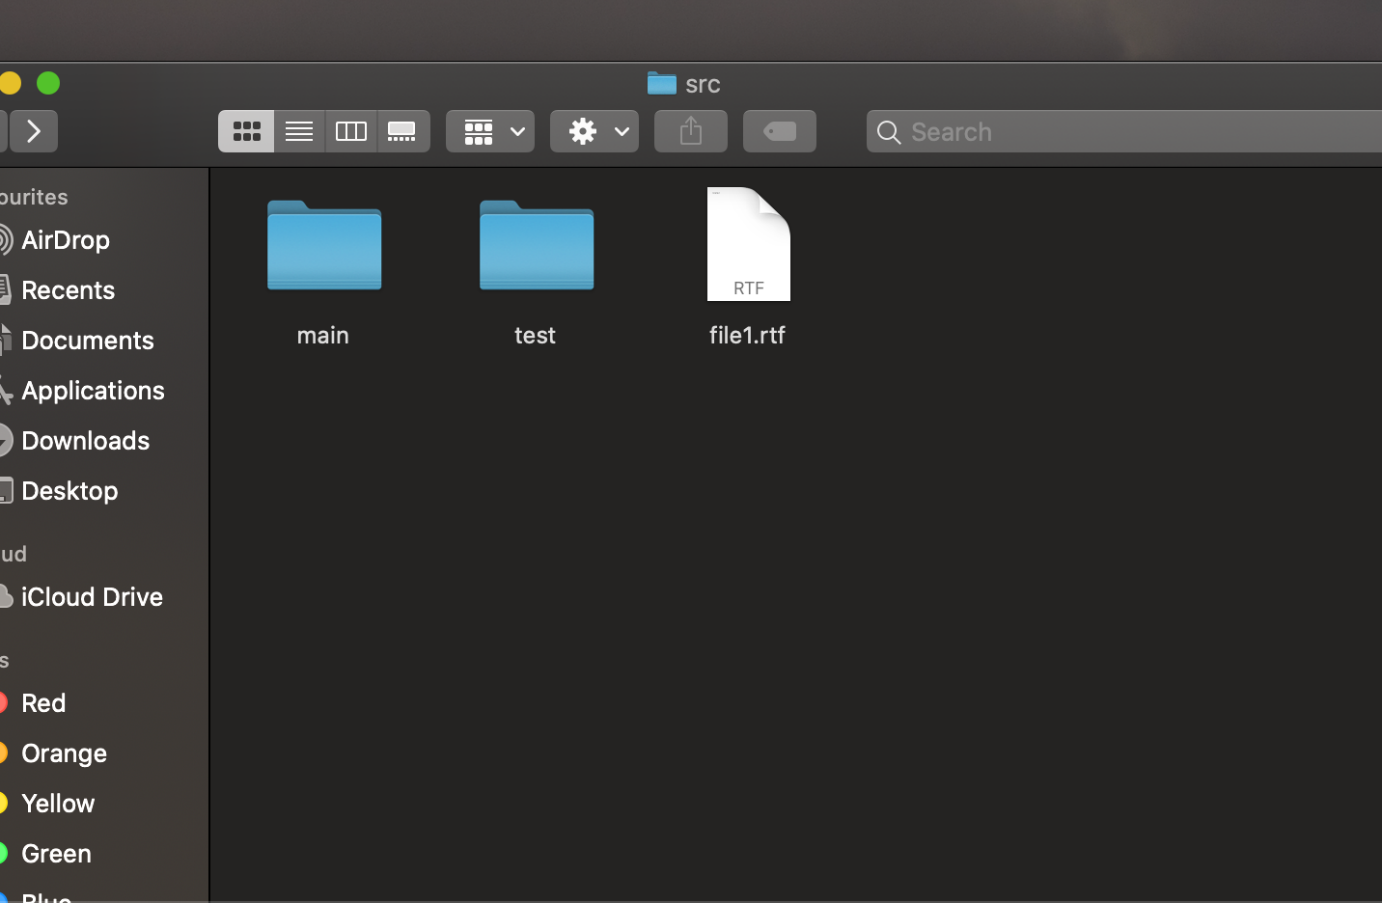 src
Search
ourites
AirDrop
Recents
Documents
Applications
Downloads
Desktop
ud
iCloud Drive
s
Red
Orange
Yellow
Green
Blue
main
test
RTF
file1.rtf